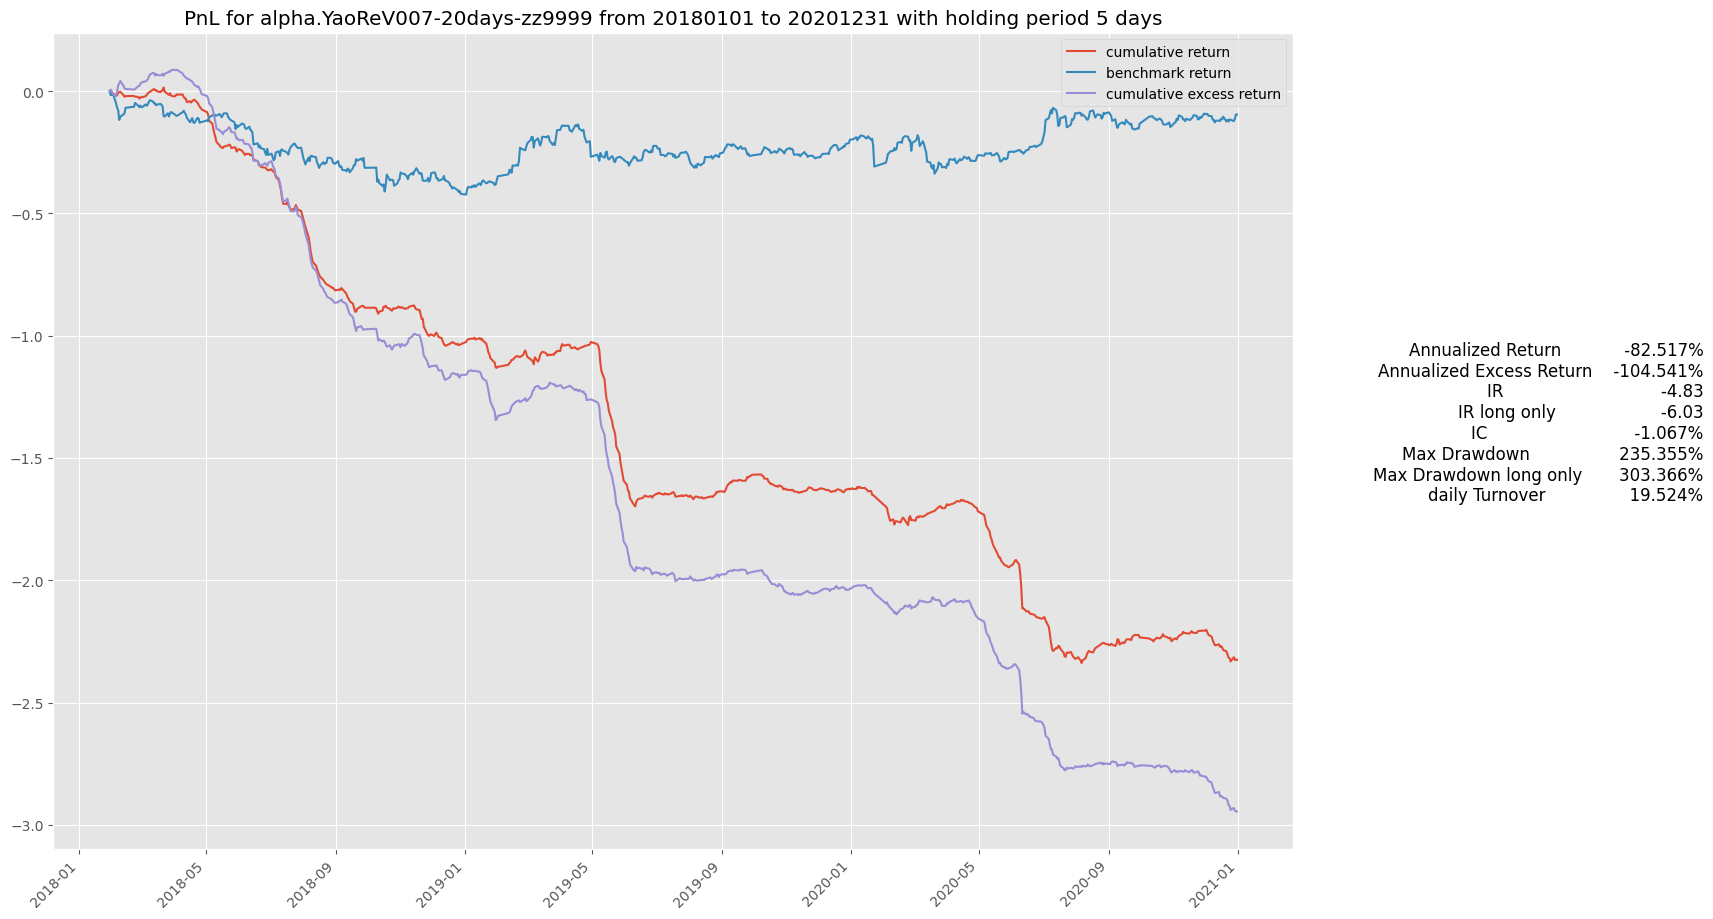 PnL for alpha.YaoReV007-20days-zz9999 from 20180101 to 20201231 with holding period 5 days
cumulative return
benchmark return
cumulative excess return
0.0
−0.5
−1.0
−1.5
−2.0
−2.5
−3.0
2018-01
2018-05
2018-09
2019-01
2019-05
2019-09
2020-01
2020-05
2020-09
2021-01
Annualized Return -82.517%
Annualized Excess Return -104.541%
IR -4.83
IR long only -6.03
IC -1.067%
Max Drawdown 235.355%
Max Drawdown long only 303.366%
daily Turnover 19.524%